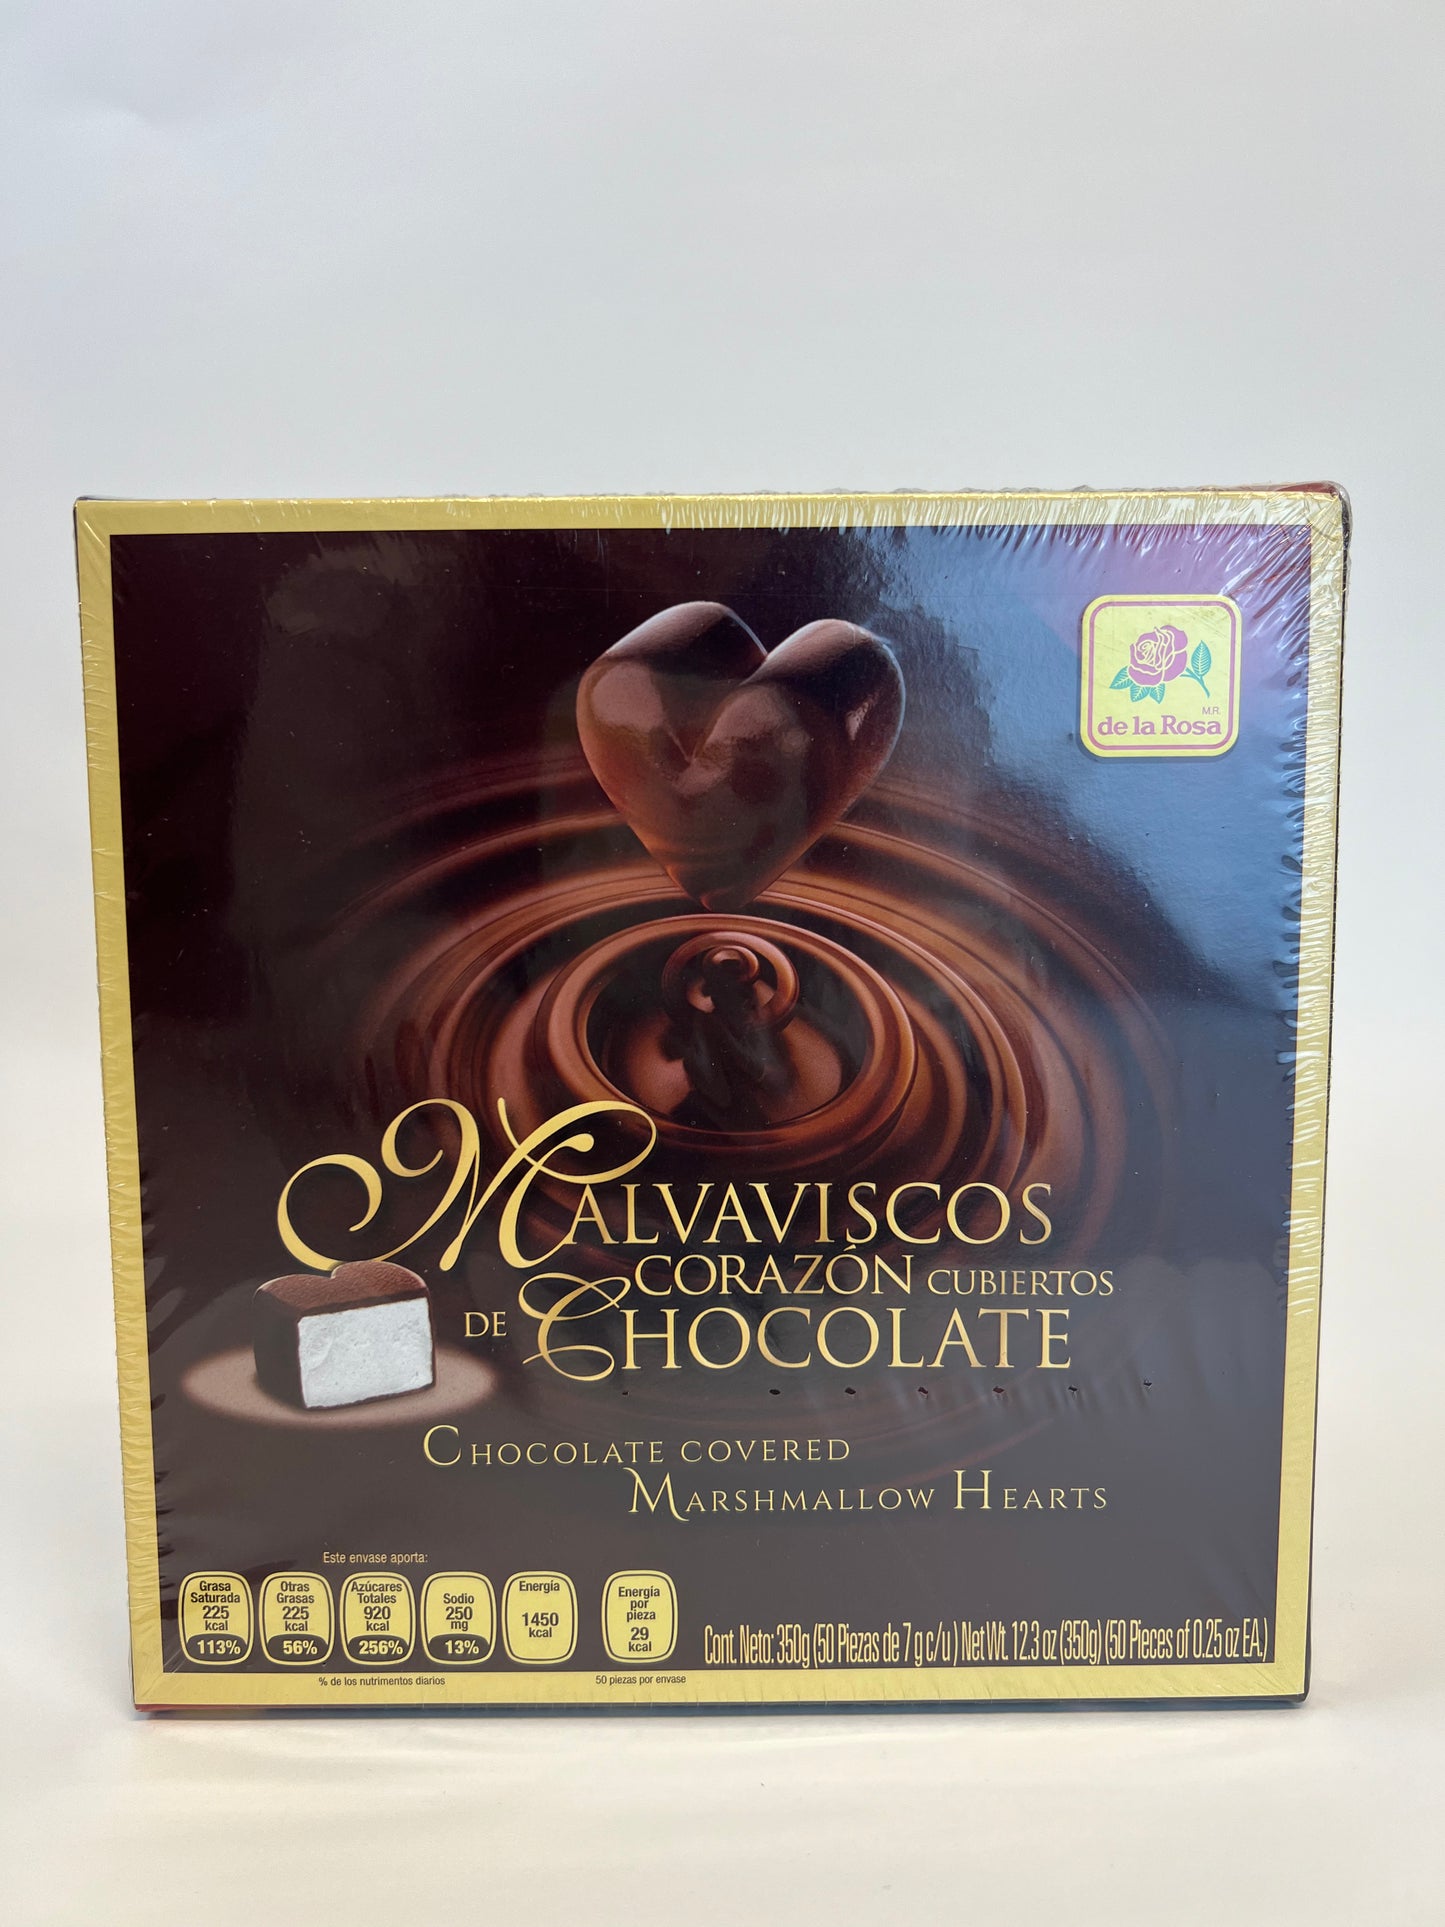 M.R.
de la Rosa
MALVAVISCOS
CORAZÓN CUBIERTOS
DE CHOCOLATE
CHOCOLATE COVERED
MARSHMALLOW HEARTS
Este envase aporta:
Grasa Saturada 225 kcal 113%
Otras Grasas 225 kcal 56%
Azúcares Totales 920 kcal 256%
Sodio 250 mg 13%
Energía 1450 kcal
Energía por pieza 29 kcal
% de los nutrimentos diarios
50 piezas por envase
Cont. Neto: 350g (50 Piezas de 7 g c/u) Net Wt. 12.3 oz (350g) (50 Pieces of 0.25 oz EA.)